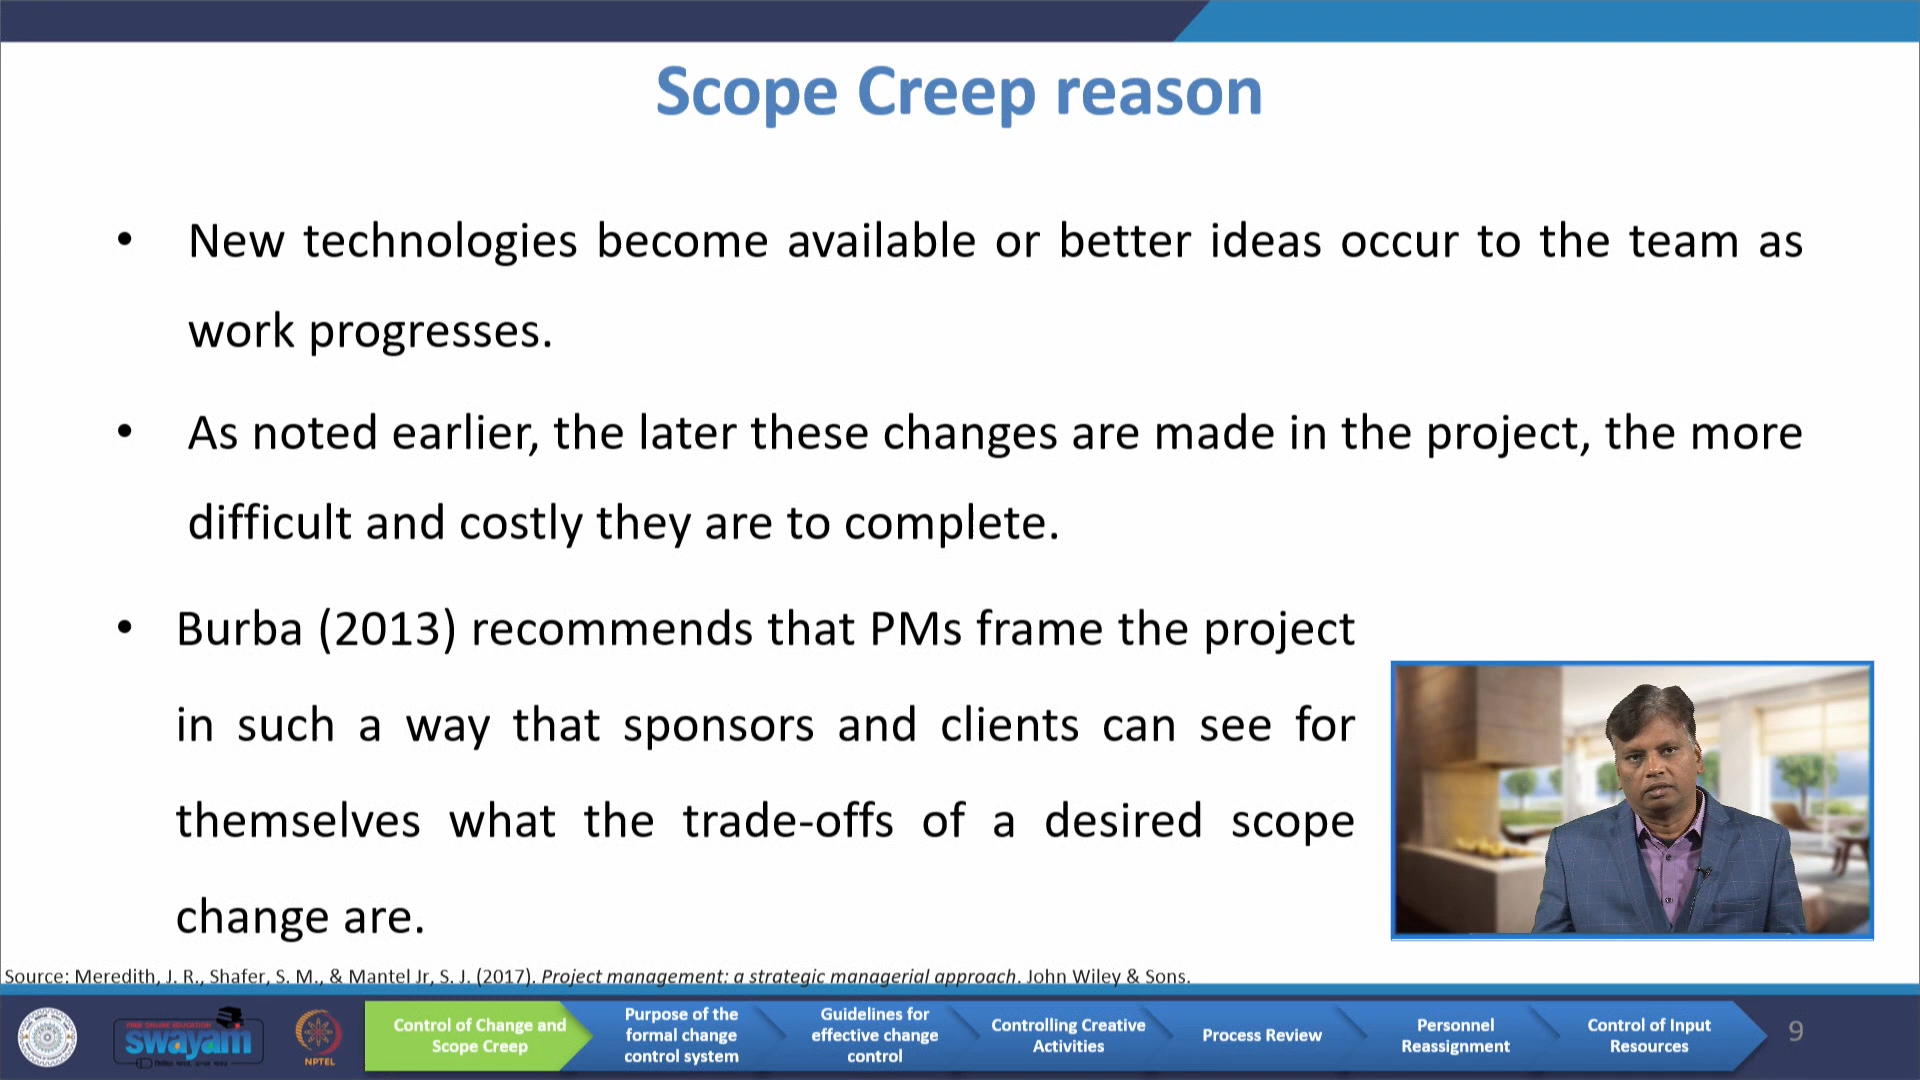 Scope Creep reason
• New technologies become available or better ideas occur to the team as
work progresses.
• As noted earlier, the later these changes are made in the project, the more
difficult and costly they are to complete.
• Burba (2013) recommends that PMs frame the project
in such a way that sponsors and clients can see for
themselves what the trade-offs of a desired scope
change are.
Source: Meredith, J. R., Shafer, S. M., & Mantel Jr, S. J. (2017). Project management: a strategic managerial approach. John Wiley & Sons.
FREE ONLINE EDUCATION
swayam
NPTEL
Control of Change and
Scope Creep
Purpose of the
formal change
control system
Guidelines for
effective change
control
Controlling Creative
Activities
Process Review
Personnel
Reassignment
Control of Input
Resources
9